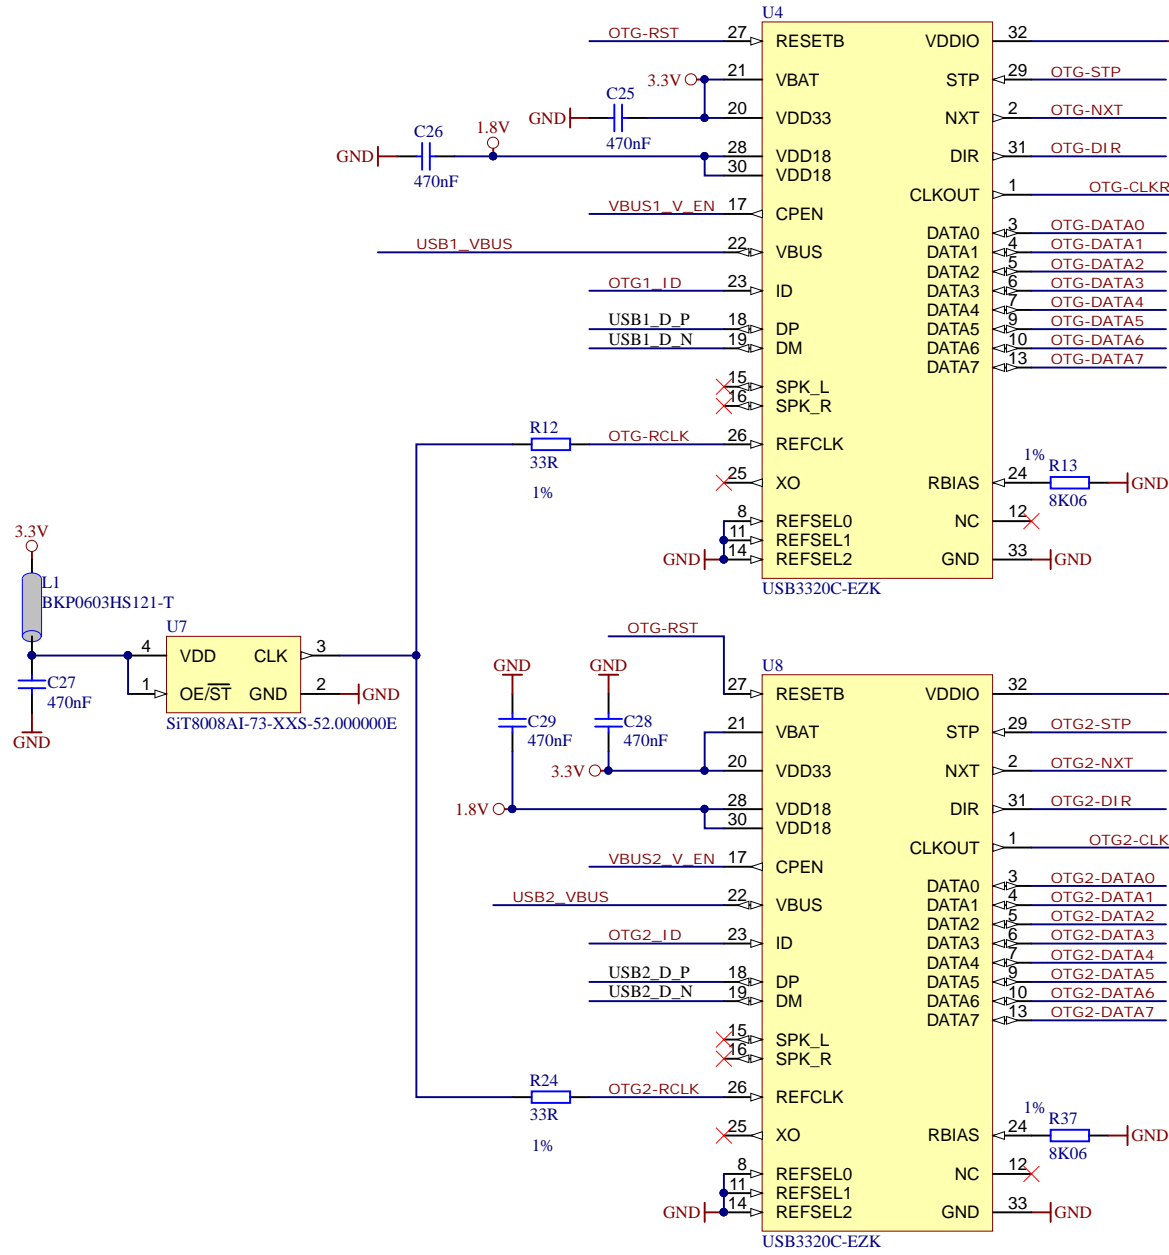 U4
OTG-RST 27 RESETB VDDIO 32
3.3V 21 VBAT STP 29 OTG-STP
C25
GND 20 VDD33 NXT 2 OTG-NXT
470nF
C26 1.8V
GND 28 VDD18 DIR 31 OTG-DIR
470nF 30 VDD18
CLKOUT 1 OTG-CLKR
VBUS1_V_EN 17 CPEN
DATA0 3 OTG-DATA0
USB1_VBUS 22 VBUS DATA1 4 OTG-DATA1
DATA2 5 OTG-DATA2
OTG1_ID 23 ID DATA3 6 OTG-DATA3
DATA4 7 OTG-DATA4
USB1_D_P 18 DP DATA5 9 OTG-DATA5
USB1_D_N 19 DM DATA6 10 OTG-DATA6
DATA7 13 OTG-DATA7
15 SPK_L
16 SPK_R
R12 OTG-RCLK 26 REFCLK
33R
1%
25 XO RBIAS 24 1% R13 GND
8K06
8 REFSEL0 NC 12
11 REFSEL1
GND 14 REFSEL2 GND 33 GND
USB3320C-EZK
3.3V
L1
BKP0603HS121-T
U7
4 VDD CLK 3
1 OE/ST GND 2 GND
SiT8008AI-73-XXS-52.000000E
C27
470nF
GND
U8
OTG-RST
27 RESETB VDDIO 32
GND GND
C29 C28
470nF 470nF
21 VBAT STP 29 OTG2-STP
3.3V 20 VDD33 NXT 2 OTG2-NXT
1.8V 28 VDD18 DIR 31 OTG2-DIR
30 VDD18
CLKOUT 1 OTG2-CLK
VBUS2_V_EN 17 CPEN
DATA0 3 OTG2-DATA0
USB2_VBUS 22 VBUS DATA1 4 OTG2-DATA1
DATA2 5 OTG2-DATA2
OTG2_ID 23 ID DATA3 6 OTG2-DATA3
DATA4 7 OTG2-DATA4
USB2_D_P 18 DP DATA5 9 OTG2-DATA5
USB2_D_N 19 DM DATA6 10 OTG2-DATA6
DATA7 13 OTG2-DATA7
15 SPK_L
16 SPK_R
R24 OTG2-RCLK 26 REFCLK
33R
1%
25 XO RBIAS 24 1% R37 GND
8K06
8 REFSEL0 NC 12
11 REFSEL1
GND 14 REFSEL2 GND 33 GND
USB3320C-EZK